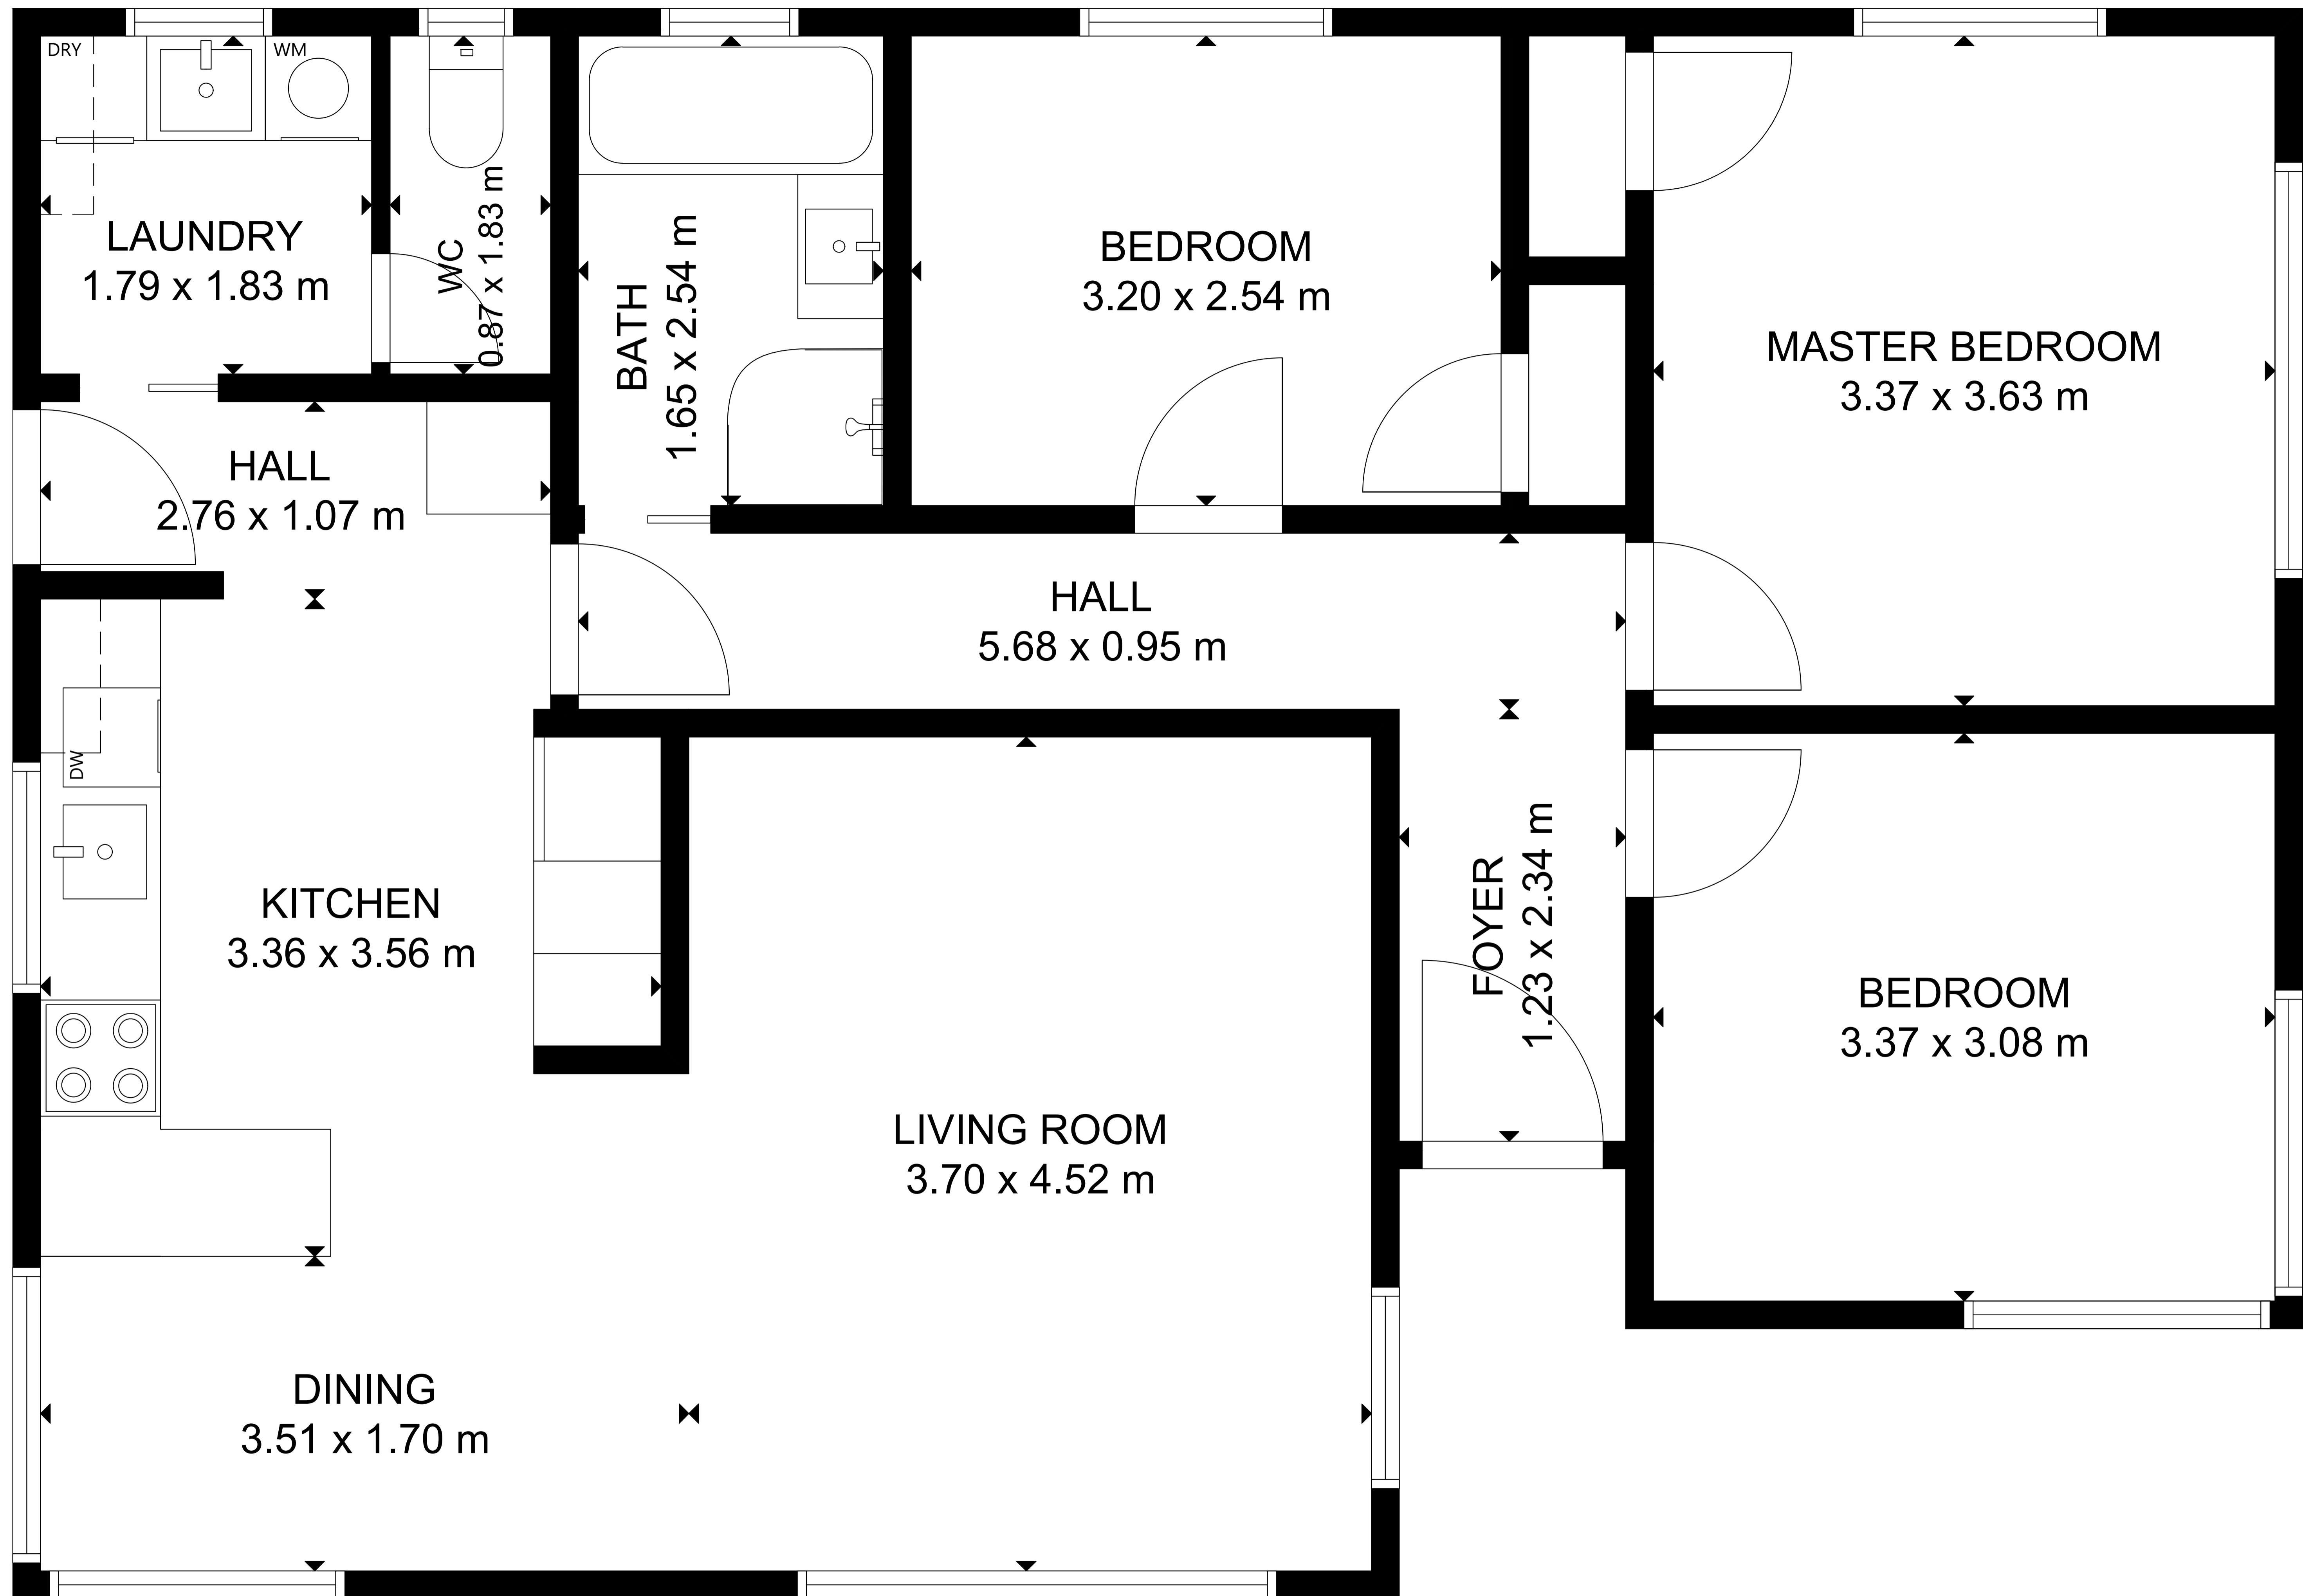 DRY
WM
LAUNDRY
1.79 x 1.83 m
WC
0.87 x 1.83 m
BATH
1.65 x 2.54 m
BEDROOM
3.20 x 2.54 m
MASTER BEDROOM
3.37 x 3.63 m
HALL
2.76 x 1.07 m
HALL
5.68 x 0.95 m
DW
KITCHEN
3.36 x 3.56 m
FOYER
1.23 x 2.34 m
BEDROOM
3.37 x 3.08 m
LIVING ROOM
3.70 x 4.52 m
DINING
3.51 x 1.70 m